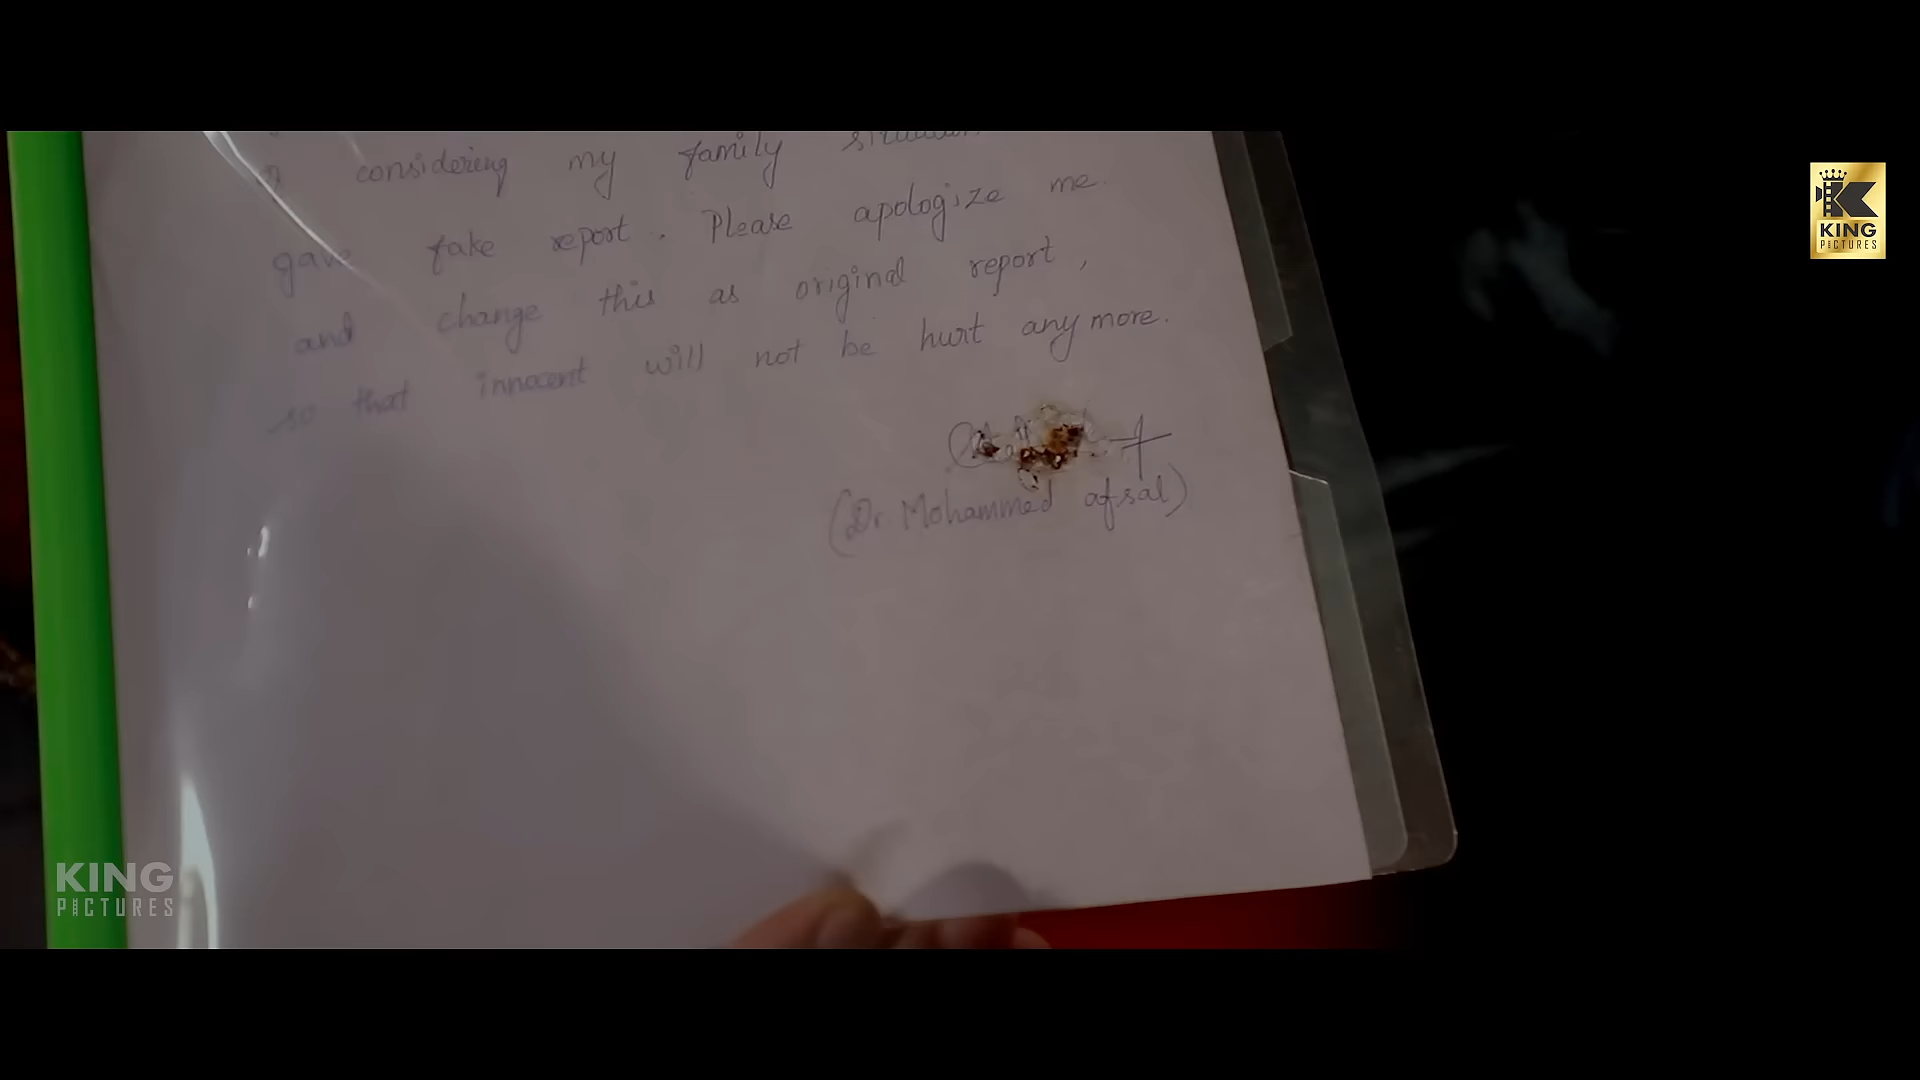 considering my family
gave fake report. Please apologize me.
and change this as original report,
so that innocent will not be hurt any more.
(Dr. Mohammed afsal)
KING
PICTURES
KING
PICTURES